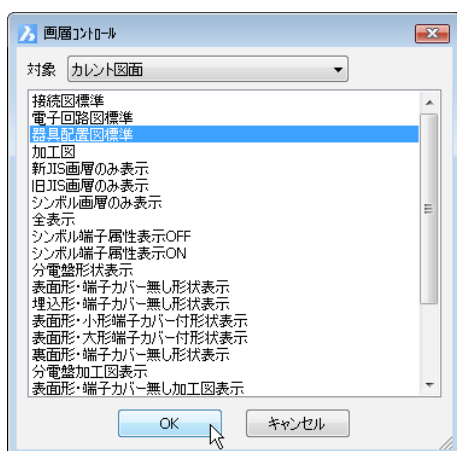 画層ｺﾝﾄﾛｰﾙ
対象 カレント図面
接続図標準
電子回路図標準
器具配置図標準
加工図
新JIS画層のみ表示
旧JIS画層のみ表示
シンボル画層のみ表示
全表示
シンボル端子属性表示OFF
シンボル端子属性表示ON
分電盤形状表示
表面形・端子カバー無し形状表示
埋込形・端子カバー無し形状表示
表面形・小形端子カバー付形状表示
表面形・大形端子カバー付形状表示
裏面形・端子カバー無し形状表示
分電盤加工図表示
表面形・端子カバー無し加工図表示
OK キャンセル